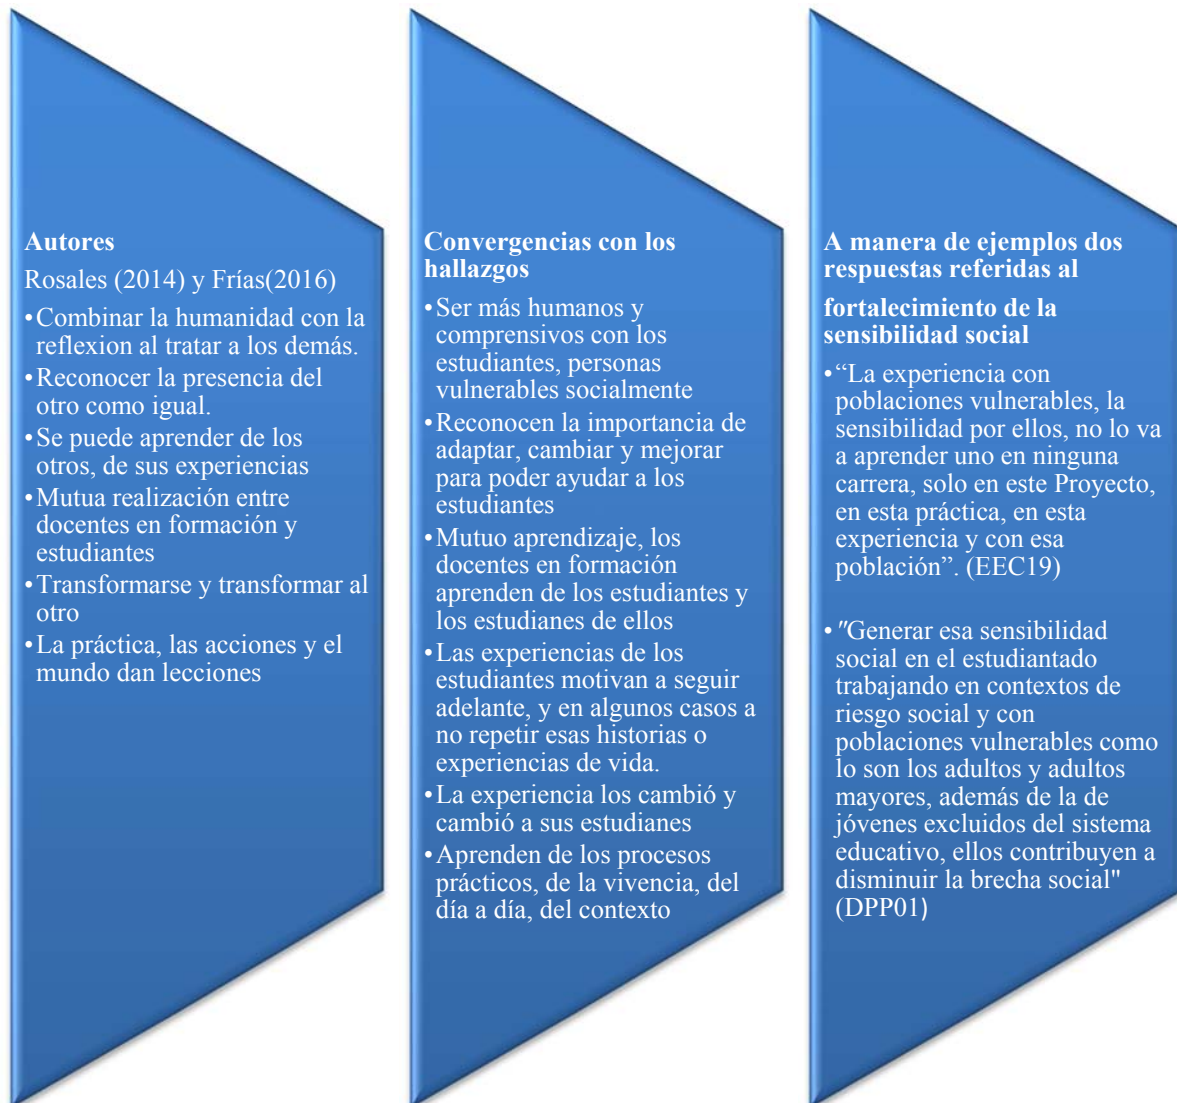 Autores
Rosales (2014) y Frías(2016)
•Combinar la humanidad con la
reflexion al tratar a los demás.
•Reconocer la presencia del
otro como igual.
•Se puede aprender de los
otros, de sus experiencias
•Mutua realización entre
docentes en formación y
estudiantes
•Transformarse y transformar al
otro
•La práctica, las acciones y el
mundo dan lecciones
Convergencias con los
hallazgos
•Ser más humanos y
comprensivos con los
estudiantes, personas
vulnerables socialmente
•Reconocen la importancia de
adaptar, cambiar y mejorar
para poder ayudar a los
estudiantes
•Mutuo aprendizaje, los
docentes en formación
aprenden de los estudiantes y
los estudianes de ellos
•Las experiencias de los
estudiantes motivan a seguir
adelante, y en algunos casos a
no repetir esas historias o
experiencias de vida.
•La experiencia los cambió y
cambió a sus estudianes
•Aprenden de los procesos
prácticos, de la vivencia, del
día a día, del contexto
A manera de ejemplos dos
respuestas referidas al
fortalecimiento de la
sensibilidad social
•“La experiencia con
poblaciones vulnerables, la
sensibilidad por ellos, no lo va
a aprender uno en ninguna
carrera, solo en este Proyecto,
en esta práctica, en esta
experiencia y con esa
población”. (EEC19)
•"Generar esa sensibilidad
social en el estudiantado
trabajando en contextos de
riesgo social y con
poblaciones vulnerables como
lo son los adultos y adultos
mayores, además de la de
jóvenes excluidos del sistema
educativo, ellos contribuyen a
disminuir la brecha social"
(DPP01)